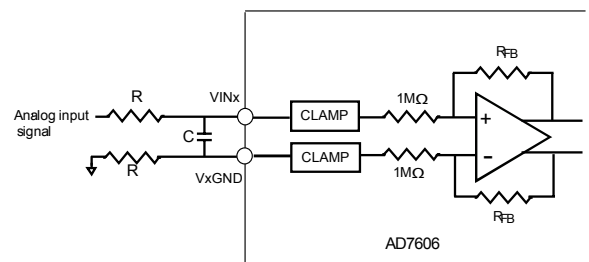 RFB
R
VINx
1MΩ
Analog input
signal
CLAMP
+
C
CLAMP
-
R
VxGND
1MΩ
RFB
AD7606